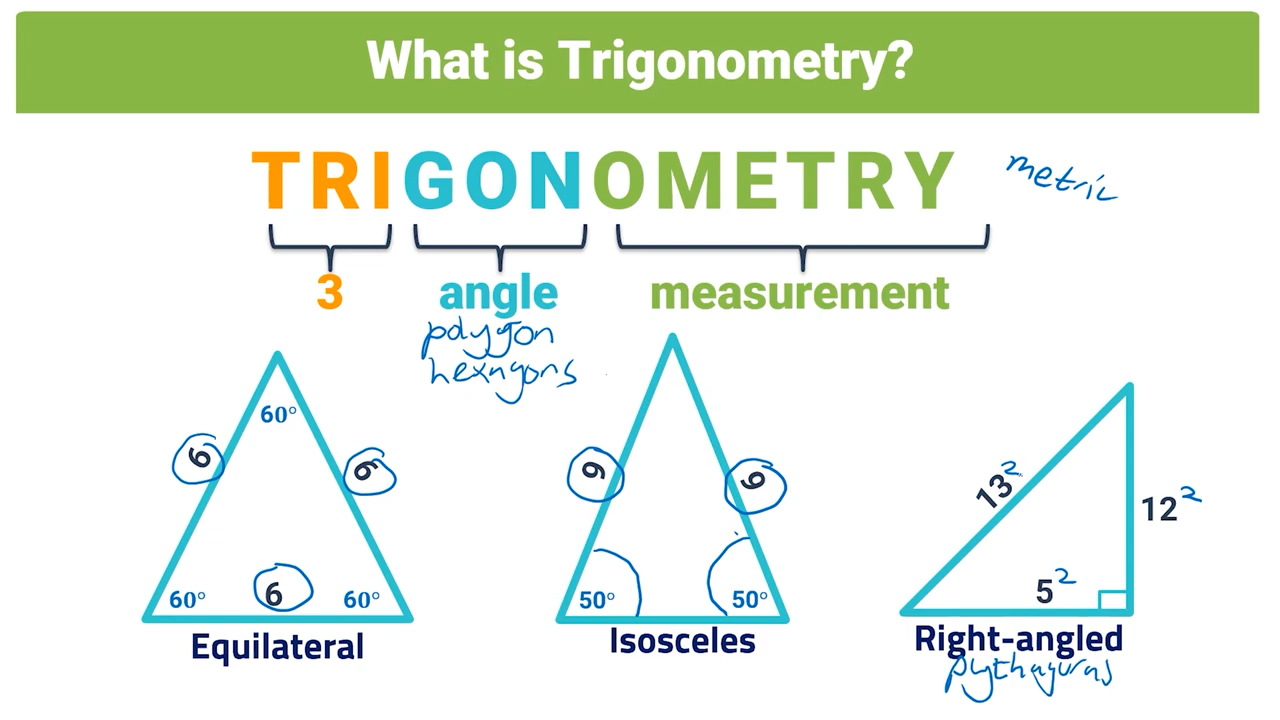 What is Trigonometry?
TRIGONOMETRY
metric
3
angle
measurement
polygon
hexagons
60°
6
6
60°
6
60°
Equilateral
9
9
50°
50°
Isosceles
13²
12²
5²
Right-angled
pythagoras